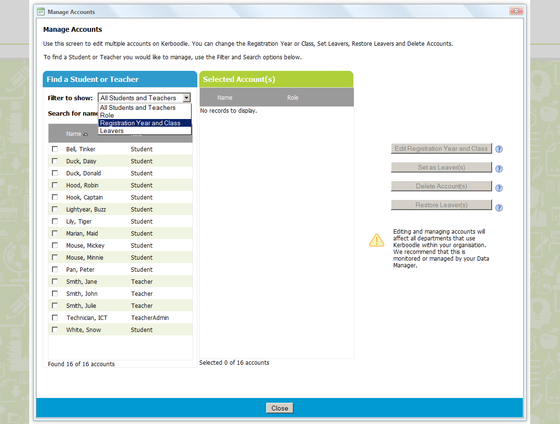 Manage Accounts
Manage Accounts
Use this screen to edit multiple accounts on Kerboodle. You can change the Registration Year or Class, Set Leavers, Restore Leavers and Delete Accounts.
To find a Student or Teacher you would like to manage, use the Filter and Search options below.
Find a Student or Teacher
Filter to show: All Students and Teachers
All Students and Teachers
Role
Registration Year and Class
Leavers
Search for name
Name
Bell, Tinker Student
Duck, Daisy Student
Duck, Donald Student
Hood, Robin Student
Hook, Captain Student
Lightyear, Buzz Student
Lily, Tiger Student
Marian, Maid Student
Mouse, Mickey Student
Mouse, Minnie Student
Pan, Peter Student
Smith, Jane Teacher
Smith, John Teacher
Smith, Julie Teacher
Technician, ICT TeacherAdmin
White, Snow Student
Found 16 of 16 accounts
Selected Account(s)
Name Role
No records to display.
Selected 0 of 16 accounts
Edit Registration Year and Class ?
Set as Leaver(s) ?
Delete Account(s) ?
Restore Leaver(s) ?
Editing and managing accounts will
affect all departments that use
Kerboodle within your organisation.
We recommend that this is
monitored or managed by your Data
Manager.
Close